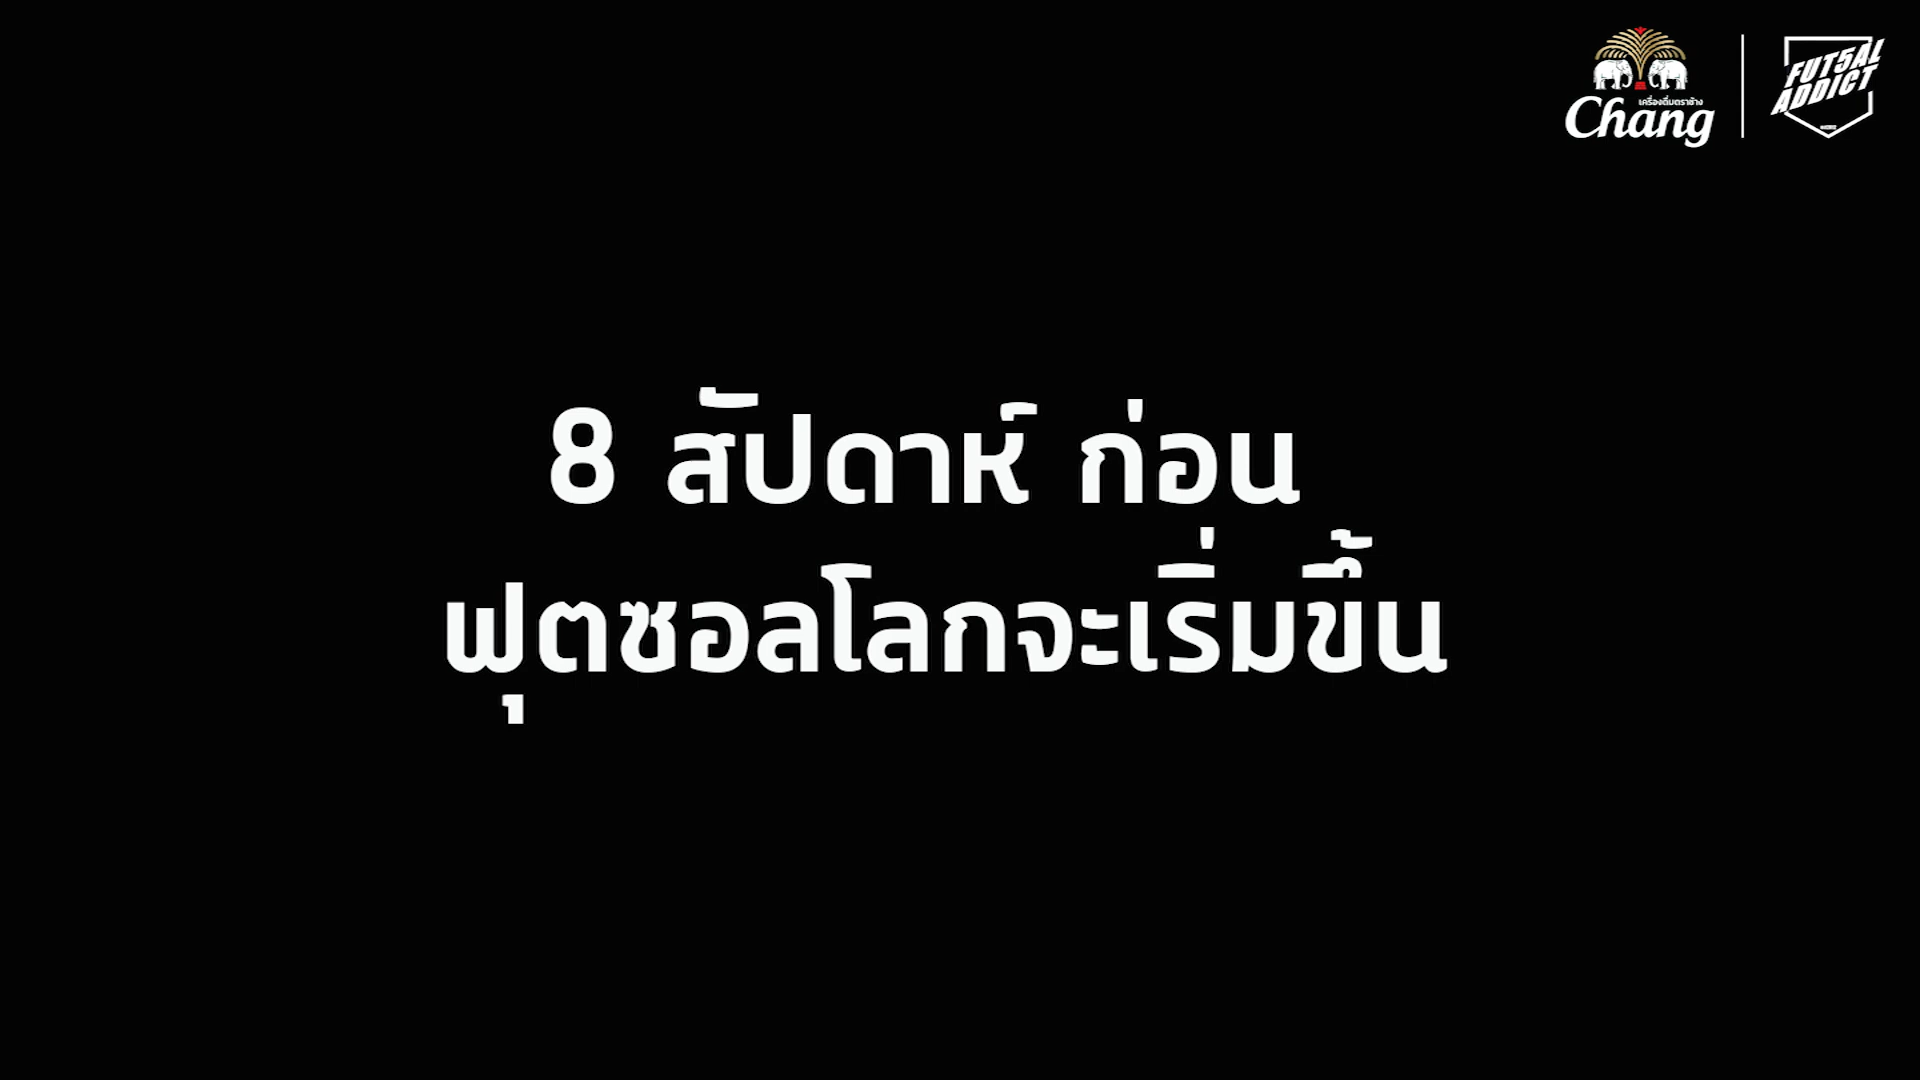 เครื่องดื่มตราช้าง
Chang
FUT5AL
ADDICT
8 สัปดาห์ ก่อน
ฟุตซอลโลกจะเริ่มขึ้น